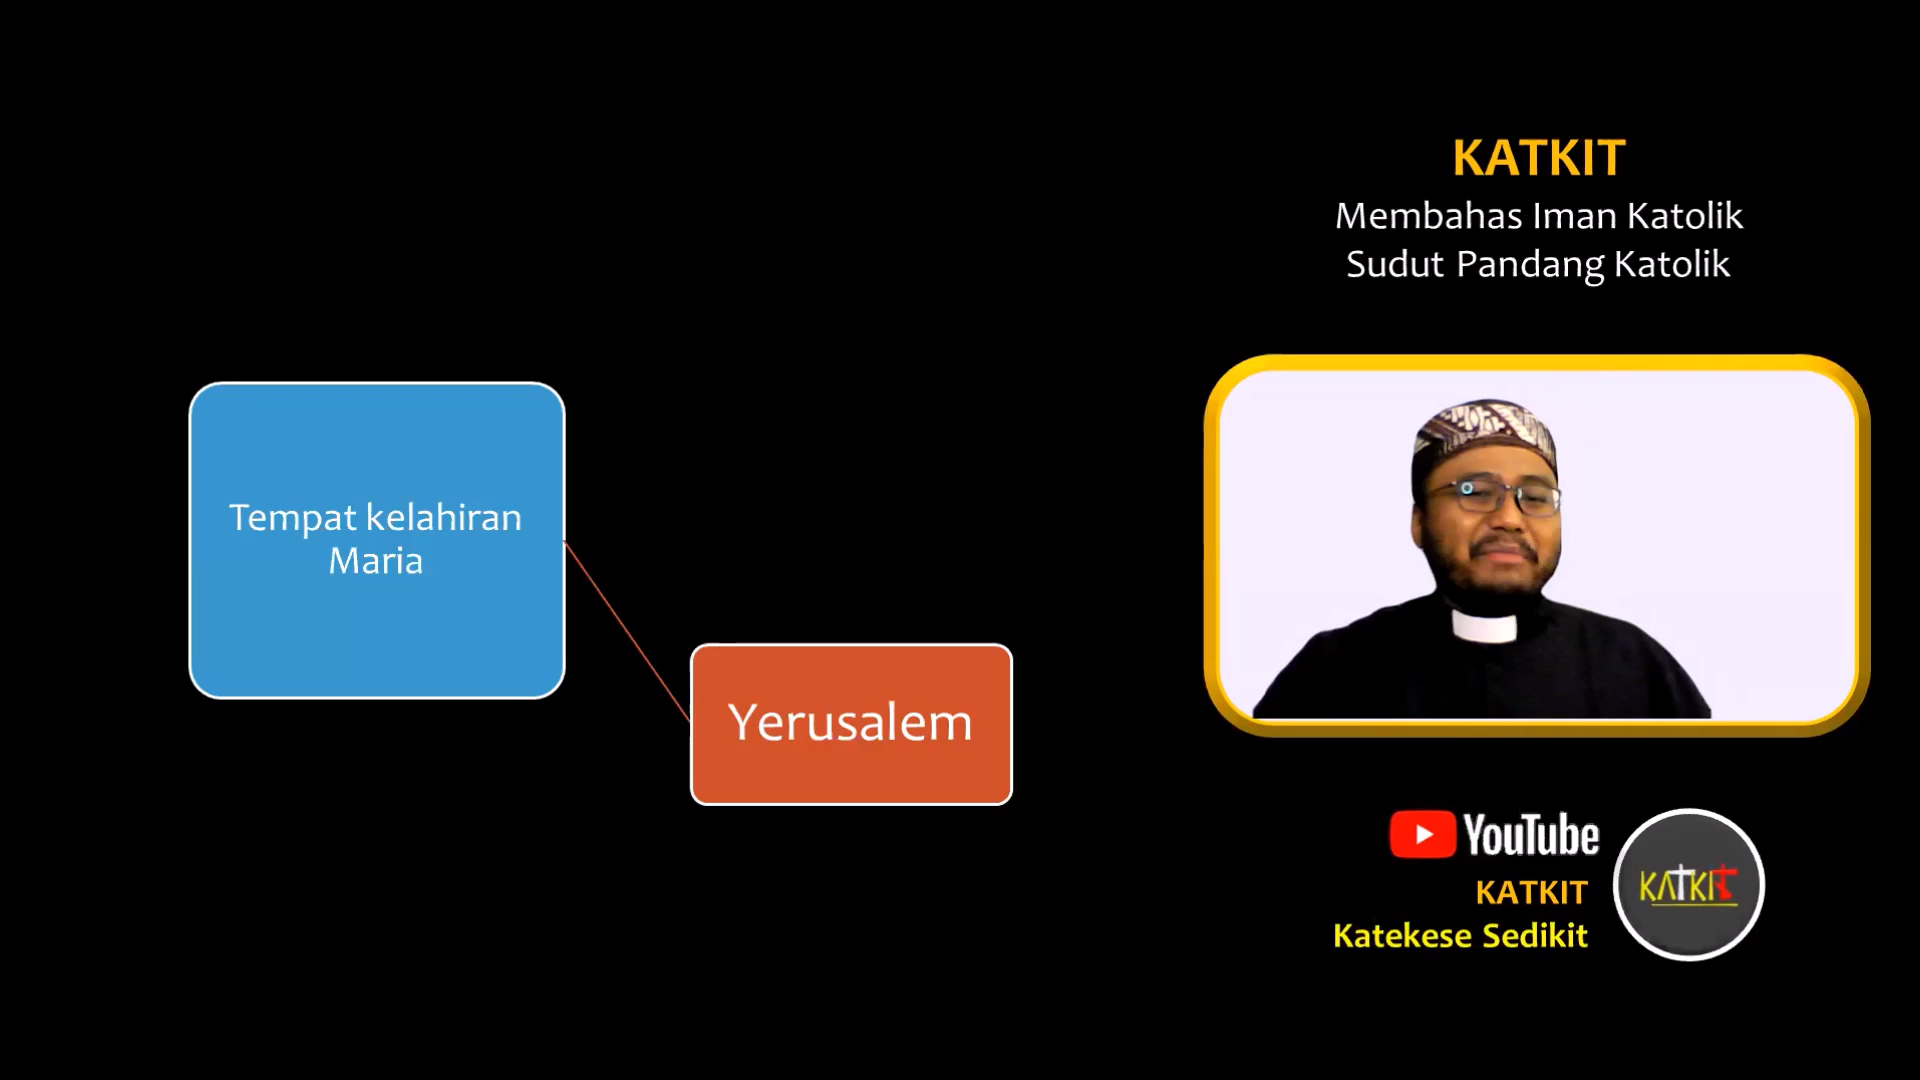 Tempat kelahiran
Maria
Yerusalem
KATKIT
Membahas Iman Katolik
Sudut Pandang Katolik
YouTube
KATKIT
Katekese Sedikit
KATKIT